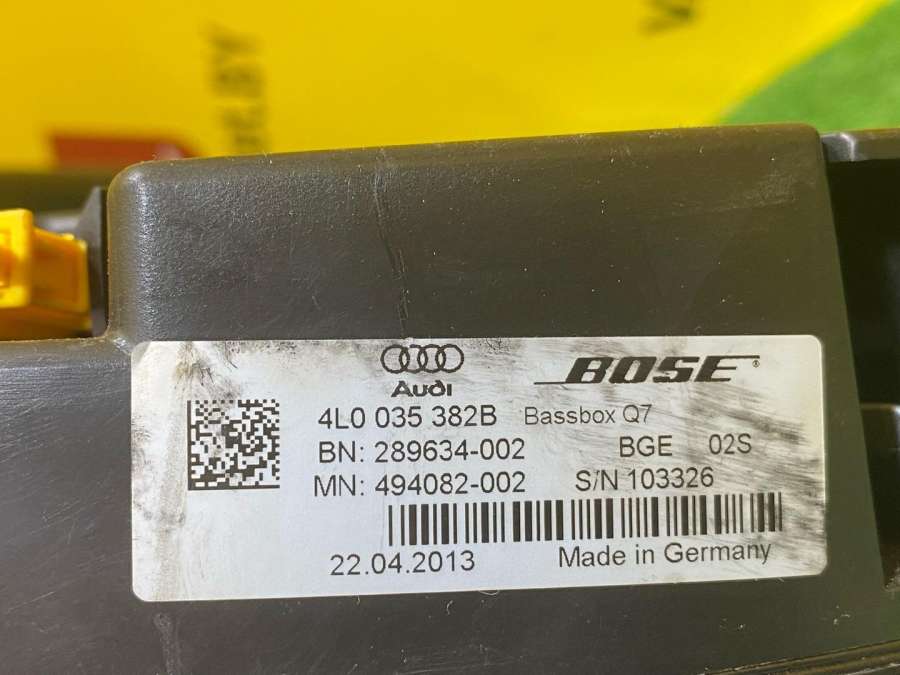 Audi
BOSE®
4L0 035 382B Bassbox Q7
BN: 289634-002 BGE 02S
MN: 494082-002 S/N 103326
22.04.2013 Made in Germany